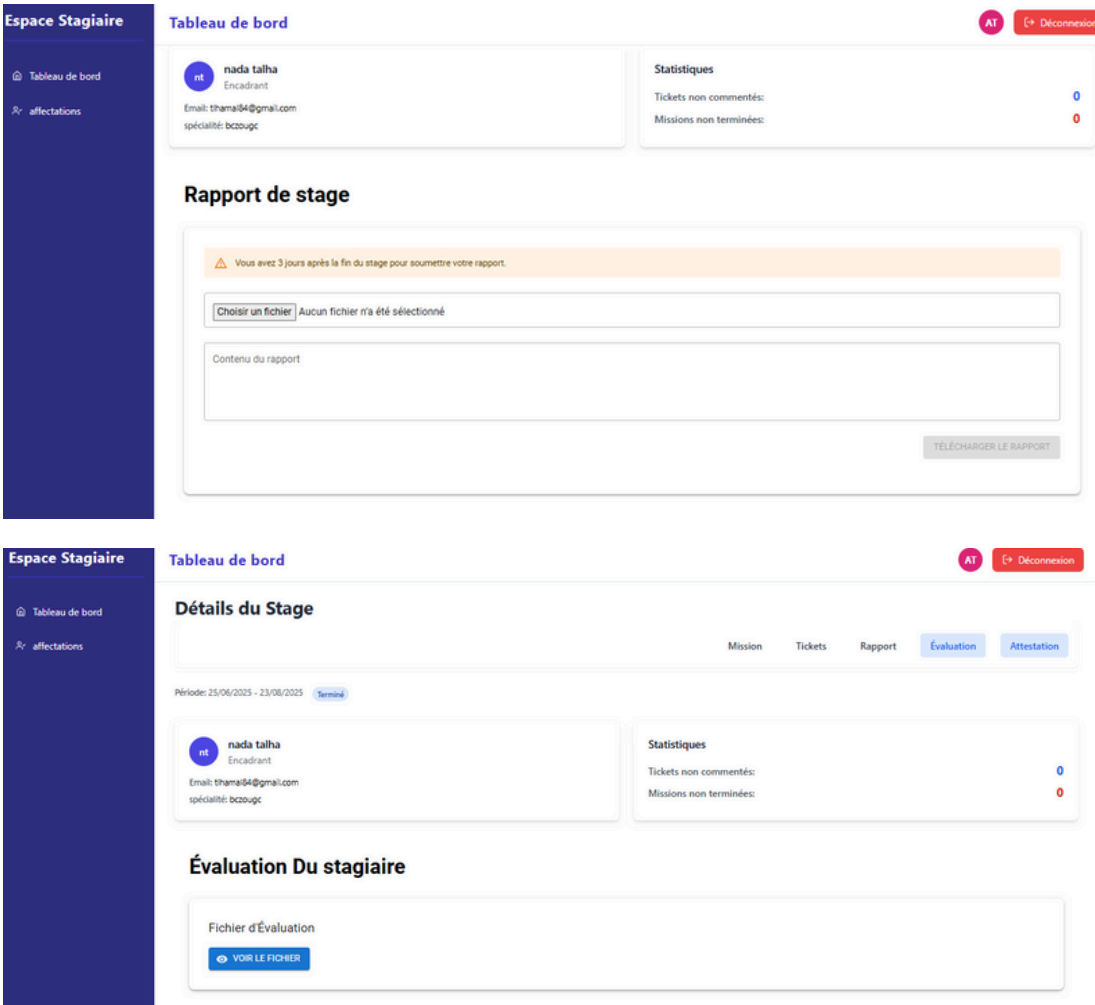 Espace Stagiaire
Tableau de bord
AT
Déconnexion
Tableau de bord
affectations
nt
nada talha
Encadrant
Email: tihamal64@gmail.com
spécialité: bczougc
Statistiques
Tickets non commentés: 0
Missions non terminées: 0
Rapport de stage
Vous avez 3 jours après la fin du stage pour soumettre votre rapport.
Choisir un fichier Aucun fichier n'a été sélectionné
Contenu du rapport
TÉLÉCHARGER LE RAPPORT
Espace Stagiaire
Tableau de bord
AT
Déconnexion
Tableau de bord
affectations
Détails du Stage
Mission Tickets Rapport Évaluation Attestation
Période: 25/06/2025 - 23/08/2025 Terminé
nt
nada talha
Encadrant
Email: tihamal64@gmail.com
spécialité: bczougc
Statistiques
Tickets non commentés: 0
Missions non terminées: 0
Évaluation Du stagiaire
Fichier d'Évaluation
VOIR LE FICHIER